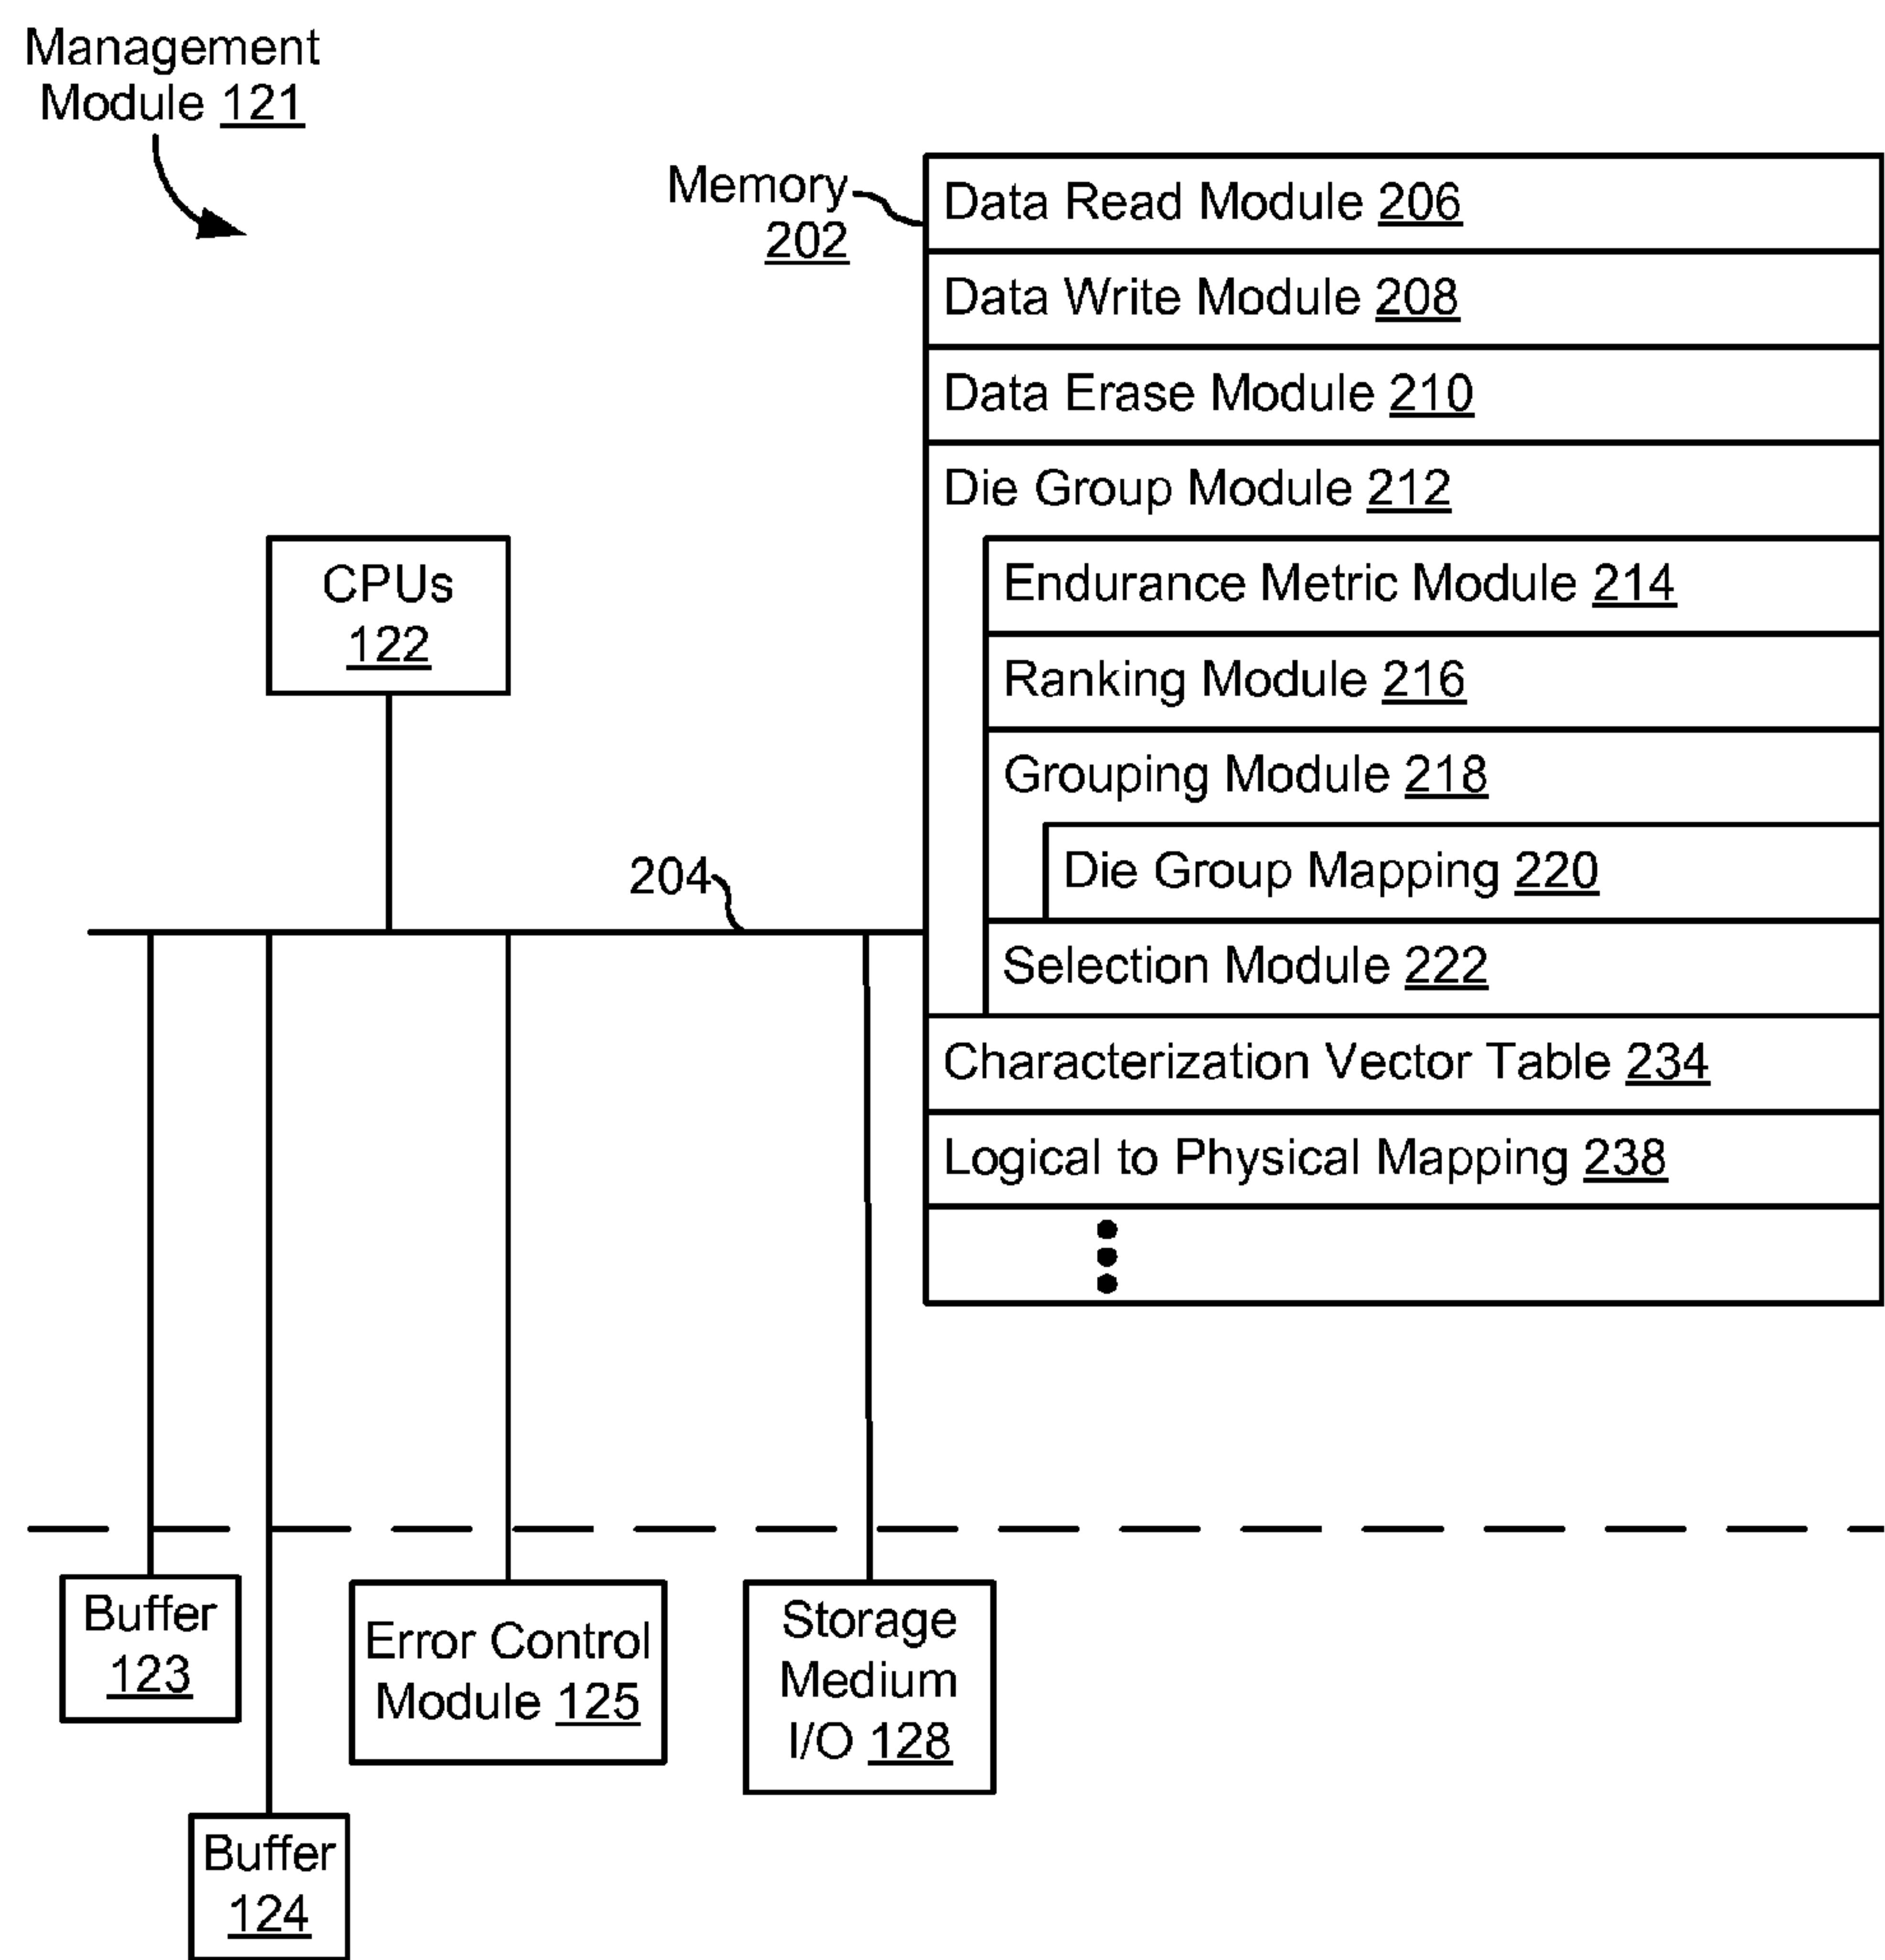 Management
Module 121
Memory
202
Data Read Module 206
Data Write Module 208
Data Erase Module 210
Die Group Module 212
Endurance Metric Module 214
Ranking Module 216
Grouping Module 218
Die Group Mapping 220
Selection Module 222
Characterization Vector Table 234
Logical to Physical Mapping 238
CPUs
122
204
Buffer
123
Error Control
Module 125
Storage
Medium
I/O 128
Buffer
124